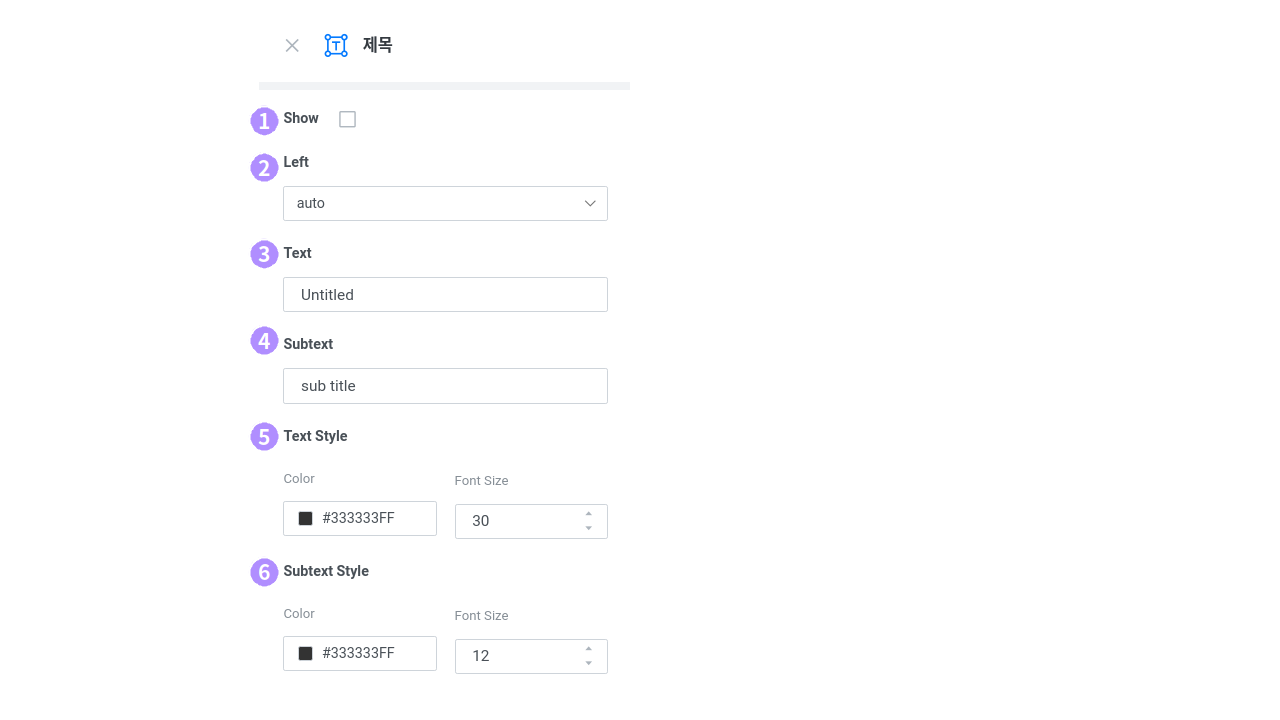 제목
1 Show
2 Left
auto
3 Text
Untitled
4 Subtext
sub title
5 Text Style
Color Font Size
#333333FF 30
6 Subtext Style
Color Font Size
#333333FF 12